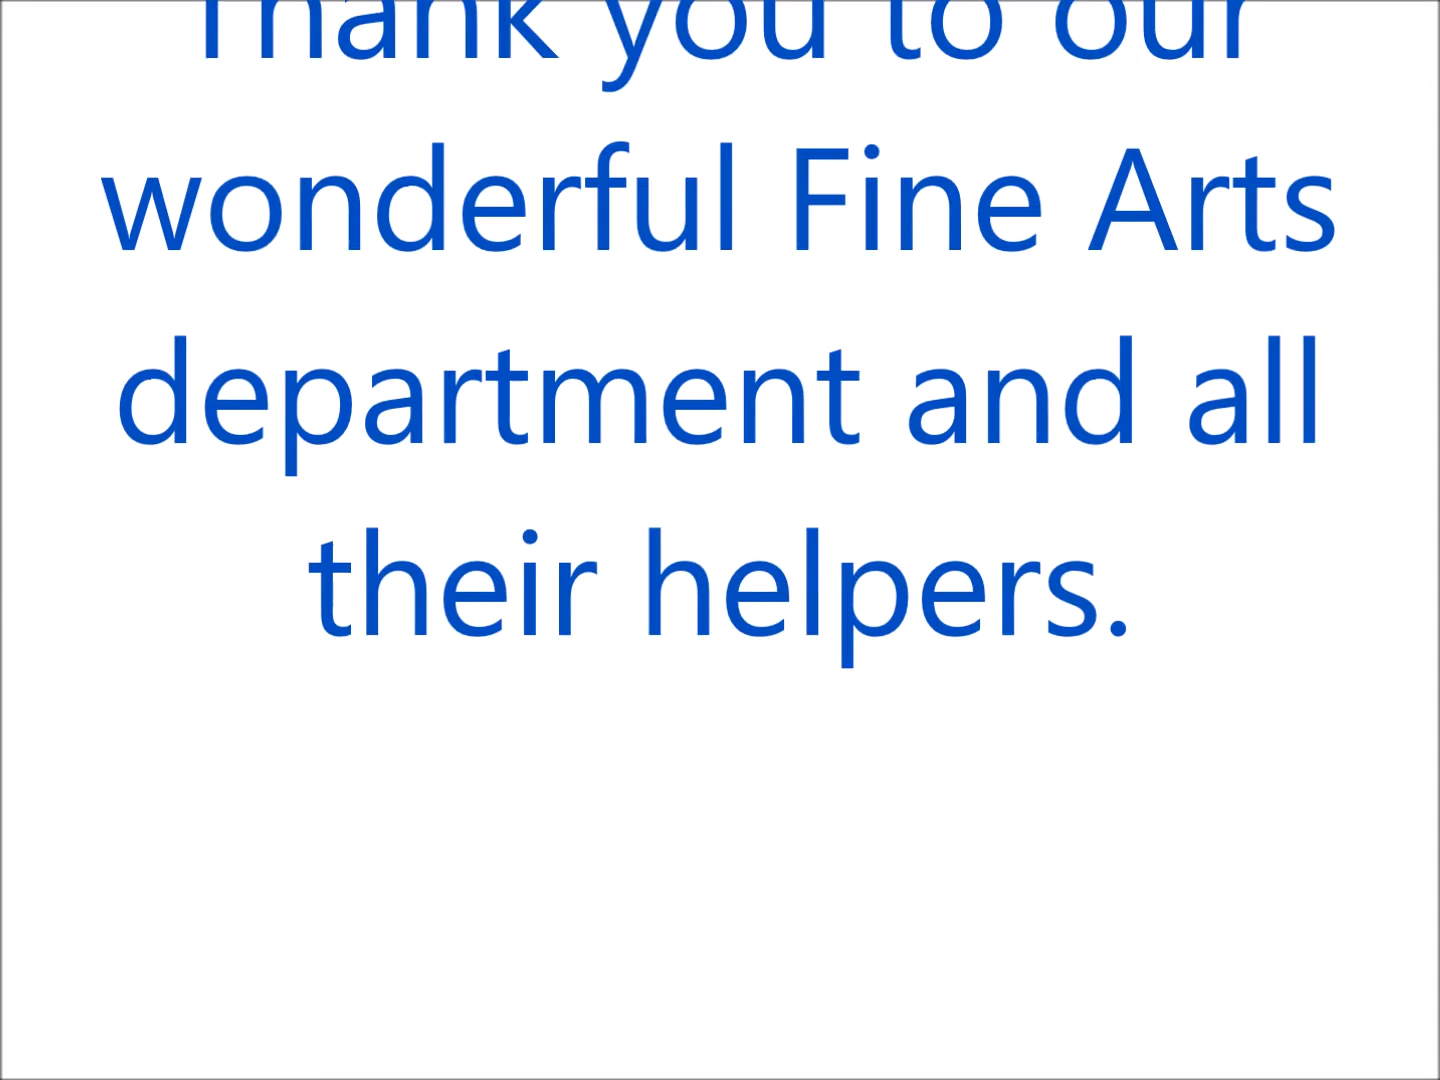 Thank you to our
wonderful Fine Arts
department and all
their helpers.